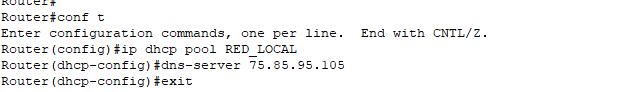 Router#
Router#conf t
Enter configuration commands, one per line.  End with CNTL/Z.
Router(config)#ip dhcp pool RED_LOCAL
Router(dhcp-config)#dns-server 75.85.95.105
Router(dhcp-config)#exit